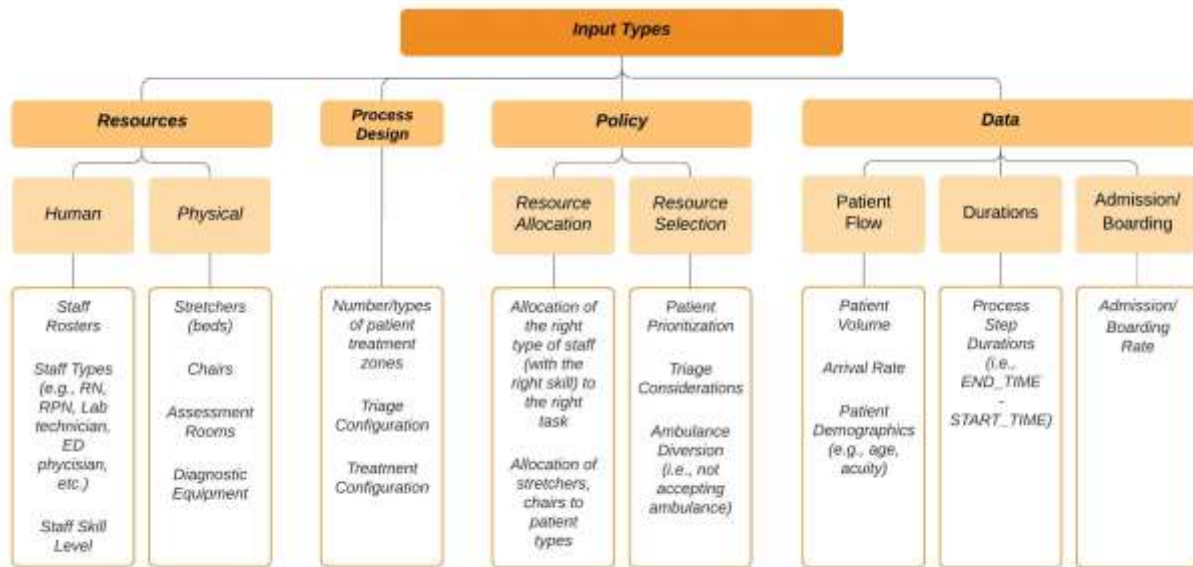 Input Types
Resources
Process
Design
Policy
Data
Human
Physical
Resource
Allocation
Resource
Selection
Patient
Flow
Durations
Admission/
Boarding
Staff
Rosters
Staff Types
(e.g., RN,
RPN, Lab
technician,
ED
phycisian,
etc.)
Staff Skill
Level
Stretchers
(beds)
Chairs
Assessment
Rooms
Diagnostic
Equipment
Number/types
of patient
treatment
zones
Triage
Configuration
Treatment
Configuration
Allocation of
the right
type of staff
(with the
right skill) to
the right
task
Allocation of
stretchers,
chairs to
patient
types
Patient
Prioritization
Triage
Considerations
Ambulance
Diversion
(i.e., not
accepting
ambulance)
Patient
Volume
Arrival Rate
Patient
Demographics
(e.g., age,
acuity)
Process
Step
Durations
(i.e.,
END_TIME
-
START_TIME)
Admission/
Boarding
Rate